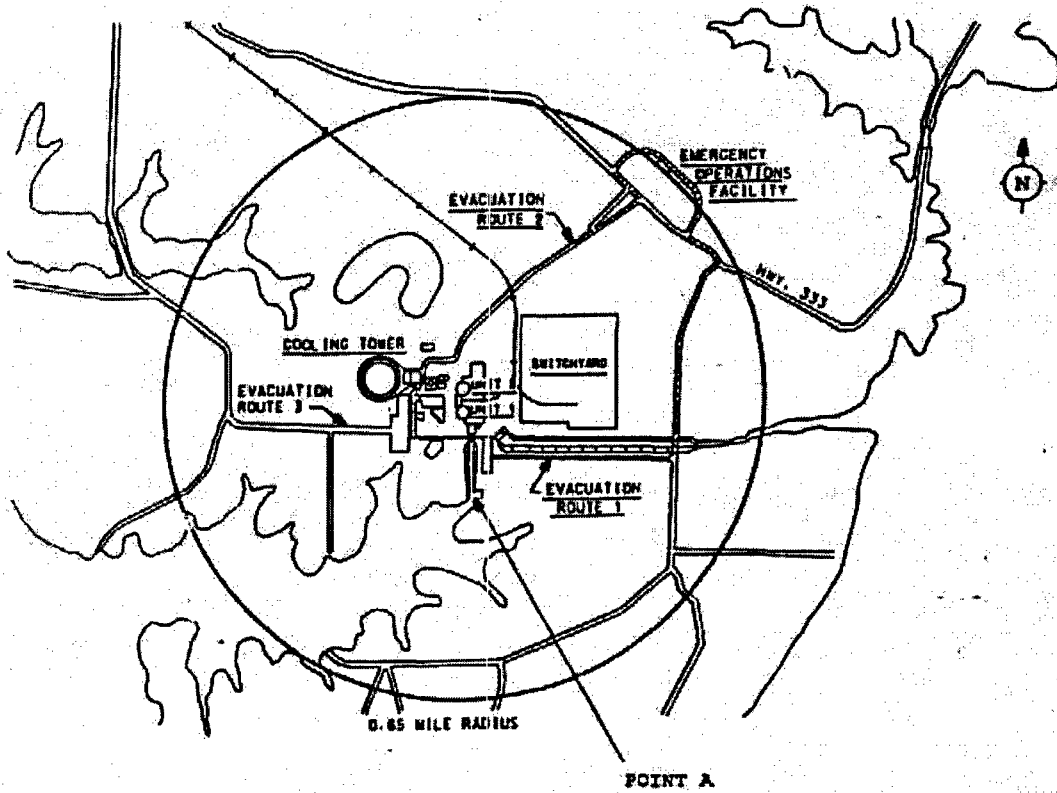 EMERGENCY
OPERATIONS
FACILITY
N
EVACUATION
ROUTE 2
HWY. 333
COOLING TOWER
SWITCHYARD
UNIT
UNIT 1
EVACUATION
ROUTE 3
EVACUATION
ROUTE 1
0.65 MILE RADIUS
POINT A